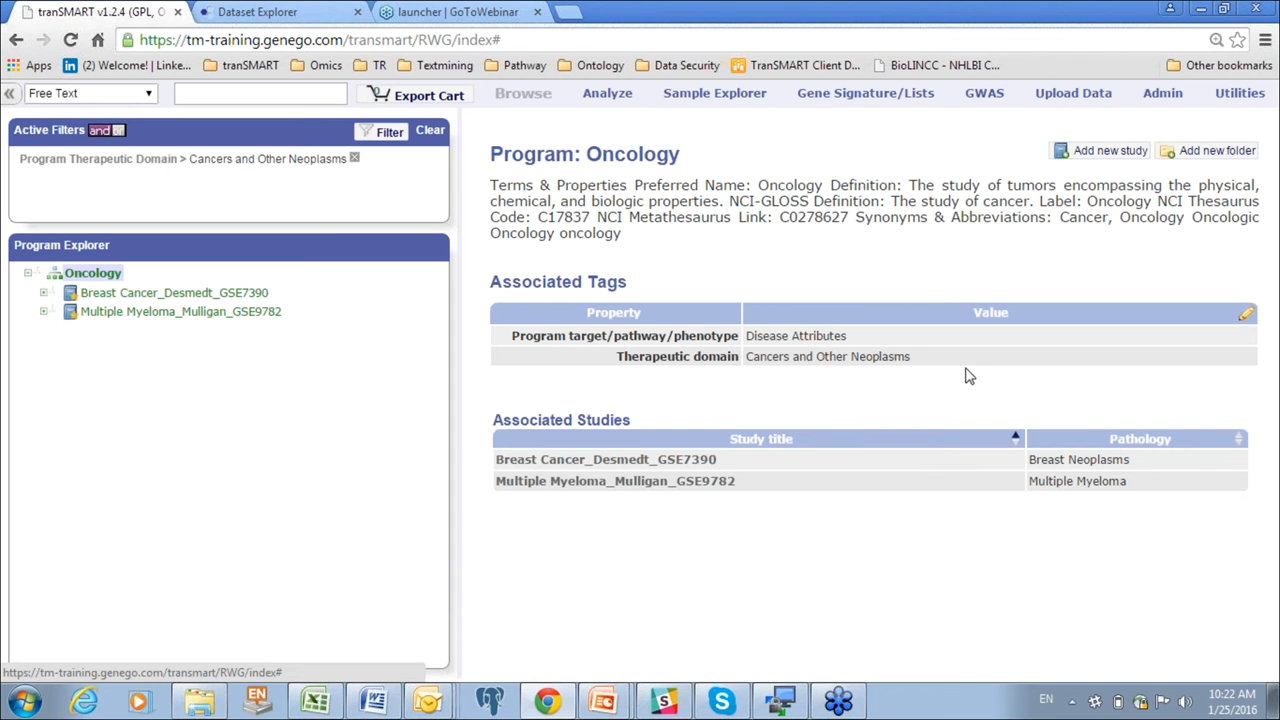 tranSMART v1.2.4 (GPL, O
Dataset Explorer
launcher | GoToWebinar
https://tm-training.genego.com/transmart/RWG/index#
Apps
(2) Welcome! | Linke...
tranSMART
Omics
TR
Textmining
Pathway
Ontology
Data Security
TranSMART Client D...
BioLINCC - NHLBI C...
Other bookmarks
Free Text
Export Cart
Browse
Analyze
Sample Explorer
Gene Signature/Lists
GWAS
Upload Data
Admin
Utilities
Active Filters and or
Filter
Clear
Program Therapeutic Domain > Cancers and Other Neoplasms
Program Explorer
Oncology
Breast Cancer_Desmedt_GSE7390
Multiple Myeloma_Mulligan_GSE9782
Program: Oncology
Add new study
Add new folder
Terms & Properties Preferred Name: Oncology Definition: The study of tumors encompassing the physical,
chemical, and biologic properties. NCI-GLOSS Definition: The study of cancer. Label: Oncology NCI Thesaurus
Code: C17837 NCI Metathesaurus Link: C0278627 Synonyms & Abbreviations: Cancer, Oncology Oncologic
Oncology oncology
Associated Tags
Property Value
Program target/pathway/phenotype Disease Attributes
Therapeutic domain Cancers and Other Neoplasms
Associated Studies
Study title Pathology
Breast Cancer_Desmedt_GSE7390 Breast Neoplasms
Multiple Myeloma_Mulligan_GSE9782 Multiple Myeloma
https://tm-training.genego.com/transmart/RWG/index#
EN
EN
10:22 AM
1/25/2016